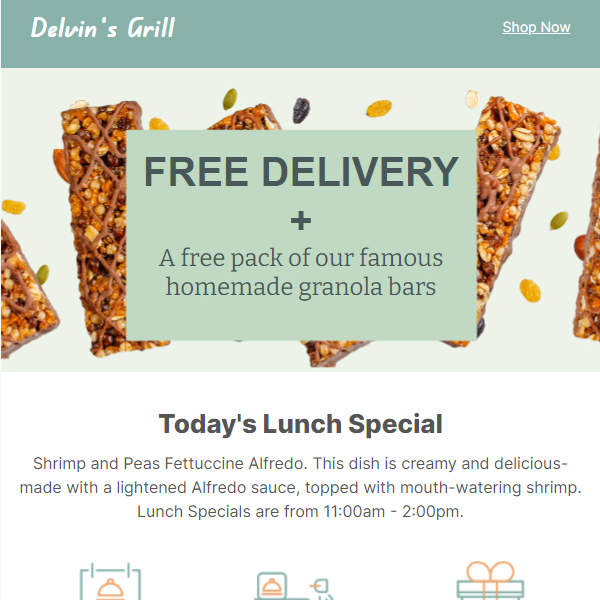 Delvin's Grill
Shop Now
FREE DELIVERY
+
A free pack of our famous
homemade granola bars
Today's Lunch Special
Shrimp and Peas Fettuccine Alfredo. This dish is creamy and delicious-
made with a lightened Alfredo sauce, topped with mouth-watering shrimp.
Lunch Specials are from 11:00am - 2:00pm.